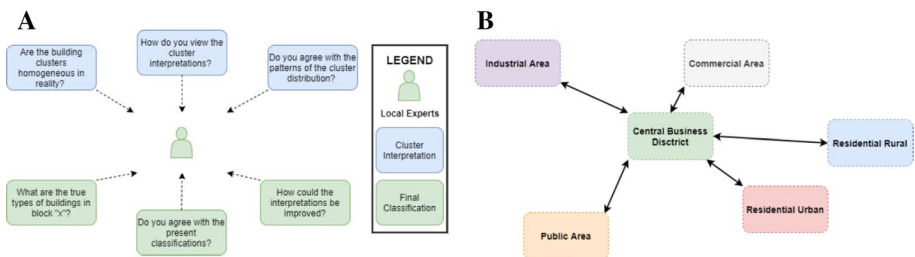 A
Are the building
clusters
homogeneous in
reality?
How do you view the
cluster
interpretations?
Do you agree with the
patterns of the cluster
distribution?
What are the true
types of buildings in
block "x"?
Do you agree with the
present
classifications?
How could the
interpretations be
improved?
LEGEND
Local Experts
Cluster
Interpretation
Final
Classification
B
Industrial Area
Commercial Area
Central Business
Disctrict
Residential Rural
Residential Urban
Public Area